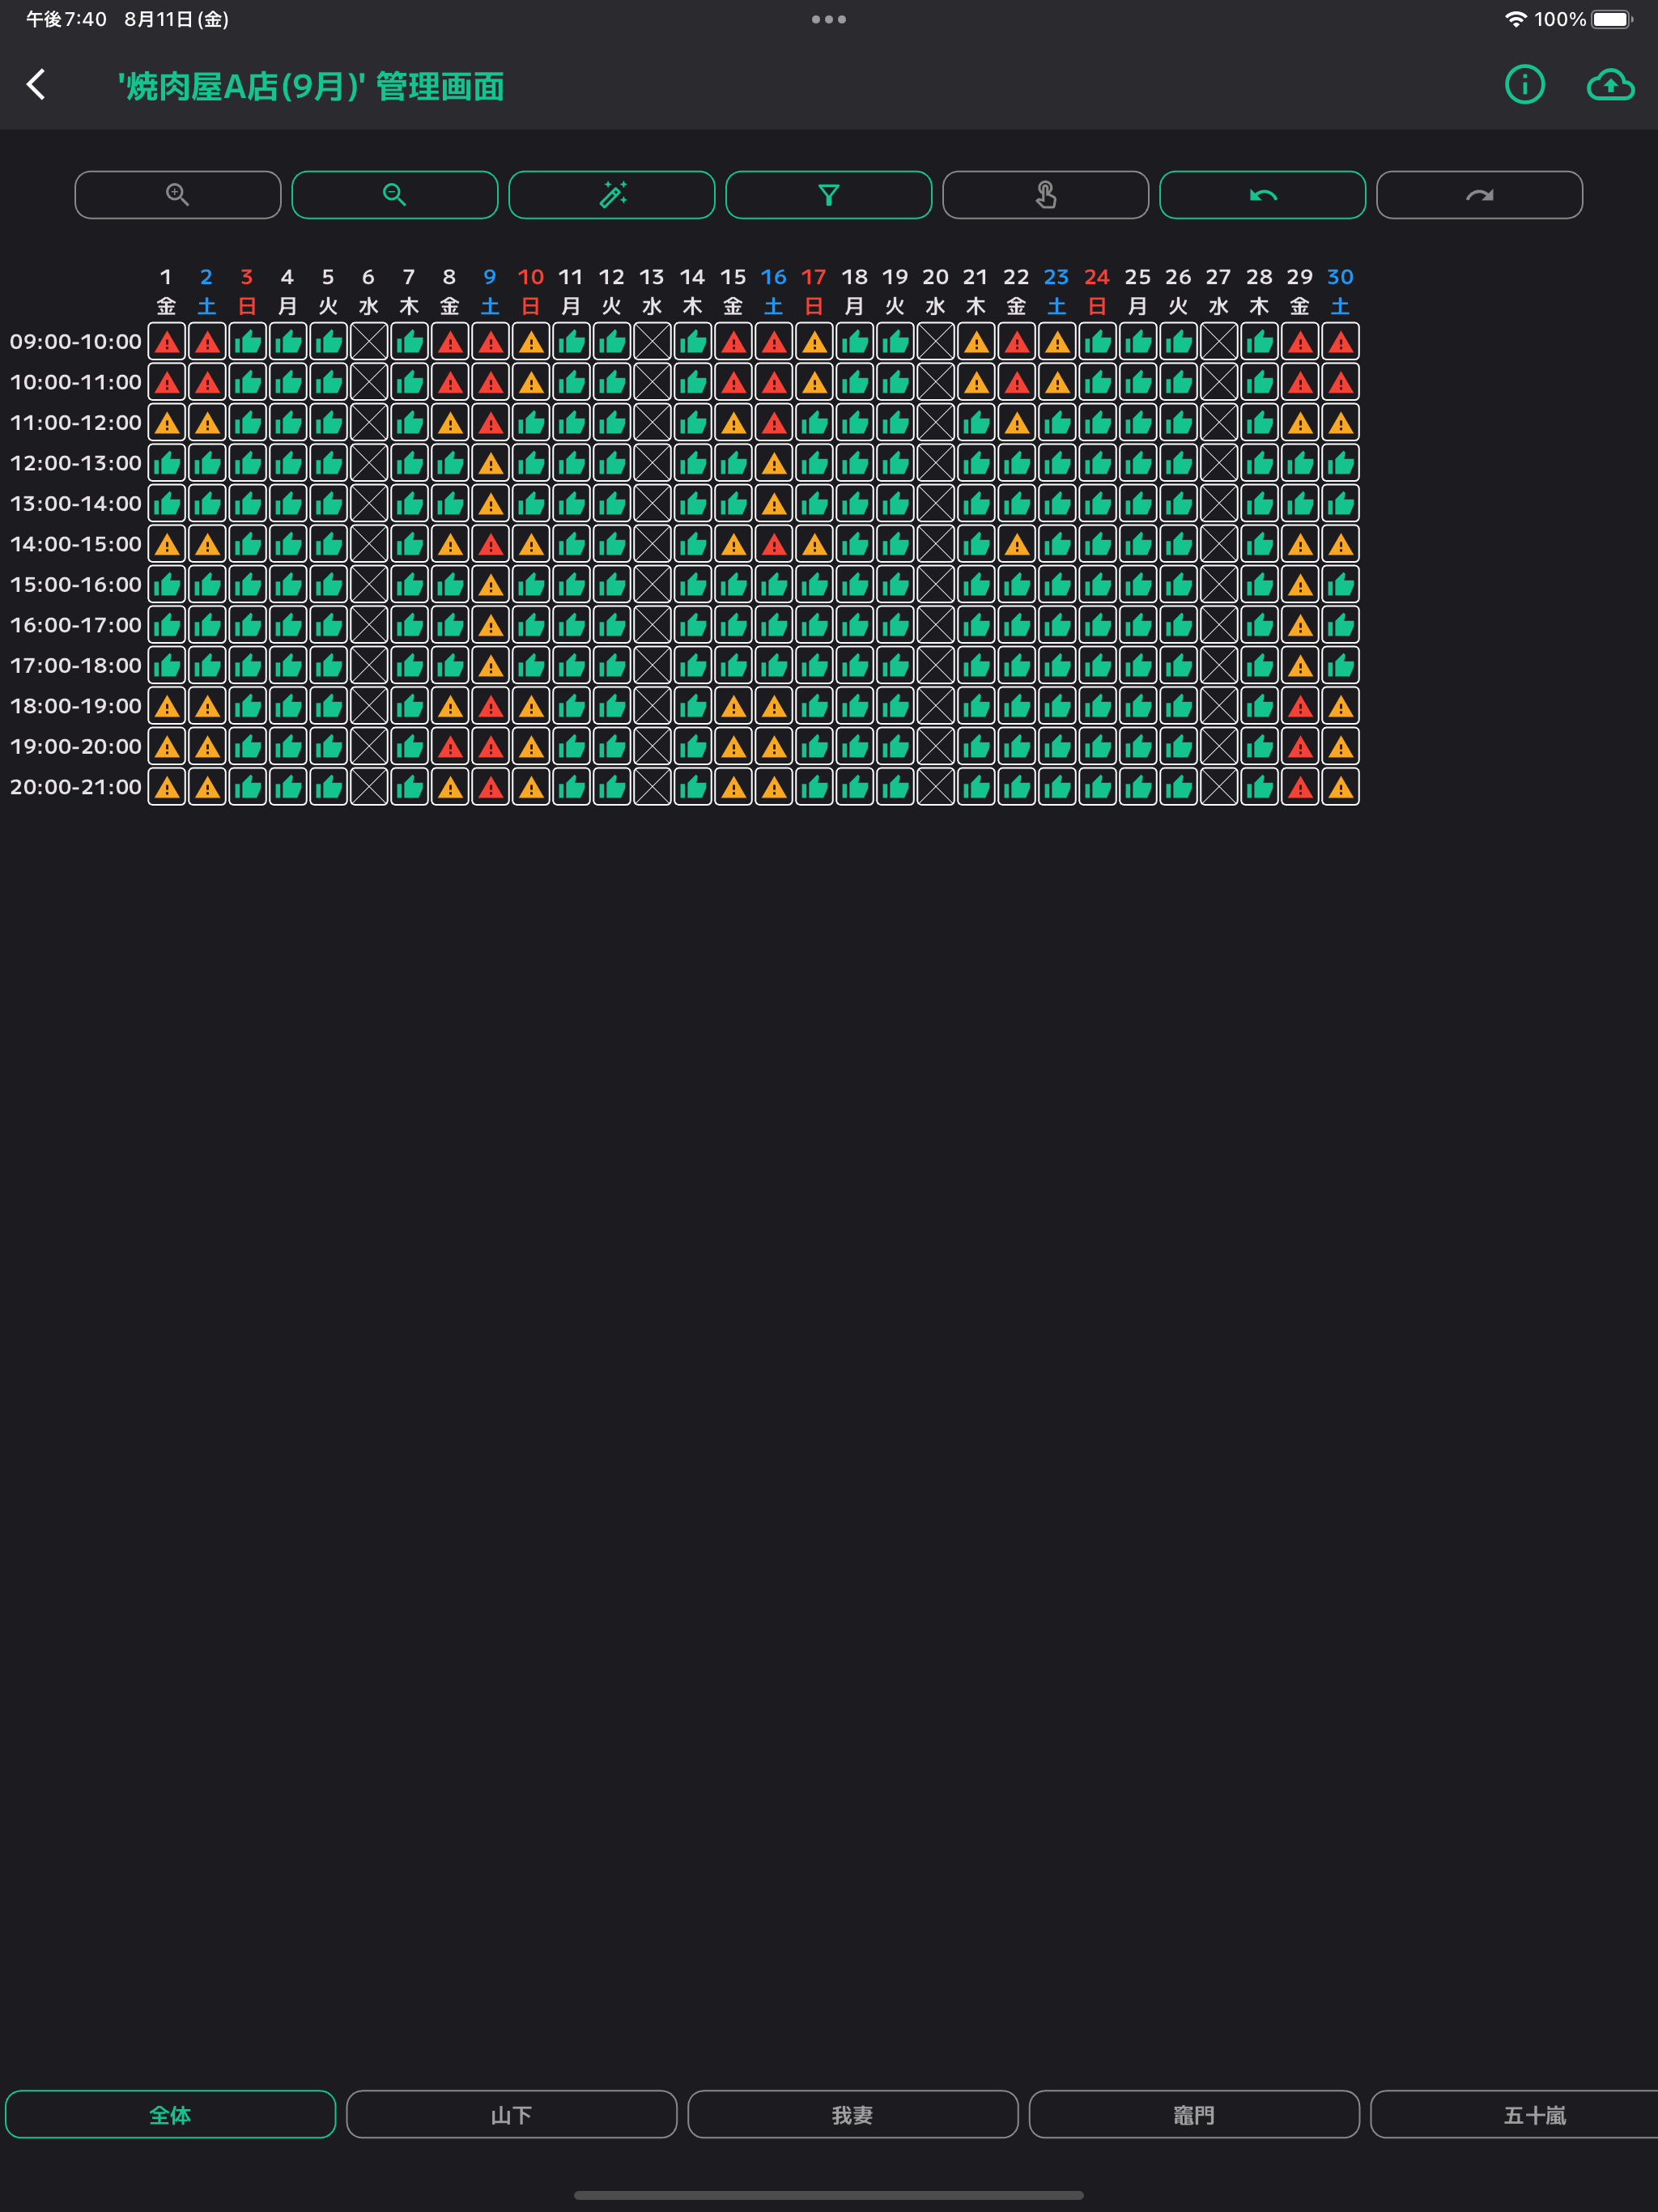 午後7:40 8月11日(金) 100%
'焼肉屋A店(9月)' 管理画面
1 2 3 4 5 6 7 8 9 10 11 12 13 14 15 16 17 18 19 20 21 22 23 24 25 26 27 28 29 30
金 土 日 月 火 水 木 金 土 日 月 火 水 木 金 土 日 月 火 水 木 金 土 日 月 火 水 木 金 土
09:00-10:00
10:00-11:00
11:00-12:00
12:00-13:00
13:00-14:00
14:00-15:00
15:00-16:00
16:00-17:00
17:00-18:00
18:00-19:00
19:00-20:00
20:00-21:00
全体 山下 我妻 竈門 五十嵐